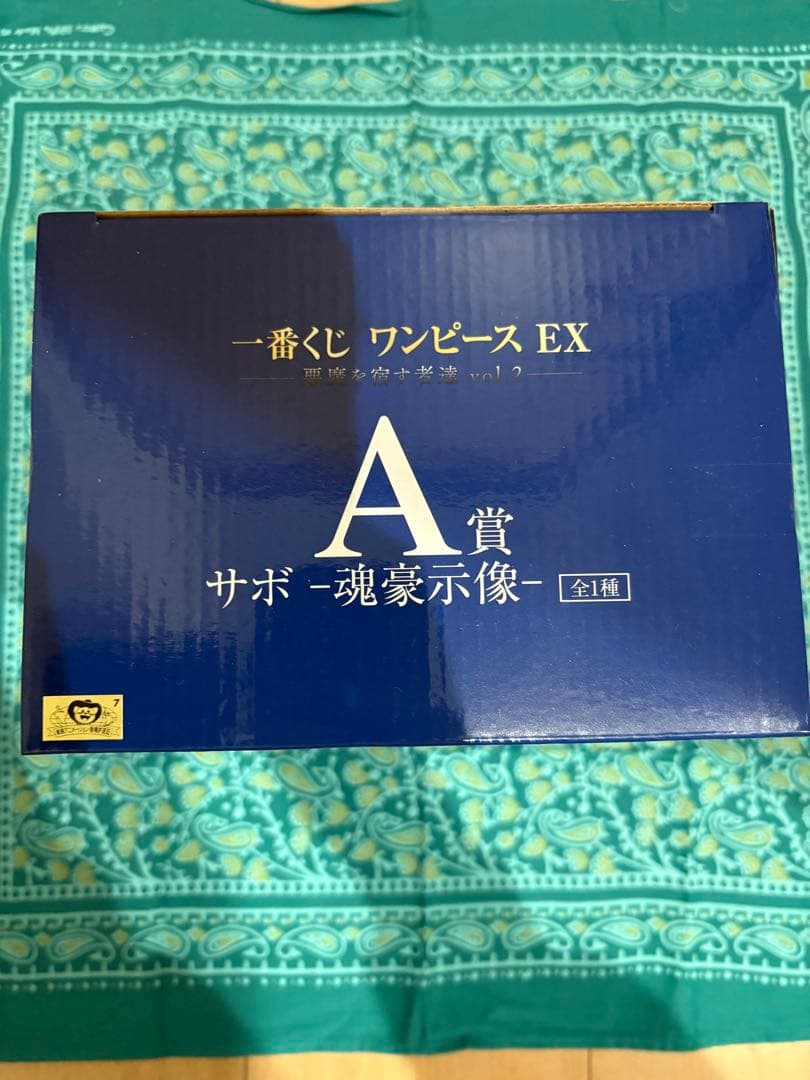 一番くじ ワンピース EX
悪魔を宿す者達 vol.2
A賞
サボ -魂豪示像- 全1種
7